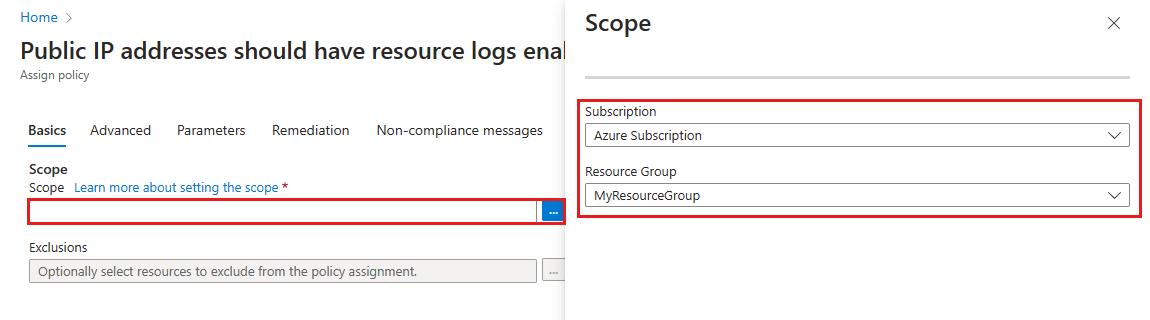 Home
Public IP addresses should have resource logs enal
Assign policy
Basics Advanced Parameters Remediation Non-compliance messages
Scope
Scope Learn more about setting the scope *
...
Exclusions
Optionally select resources to exclude from the policy assignment.
...
Scope
Subscription
Azure Subscription
Resource Group
MyResourceGroup